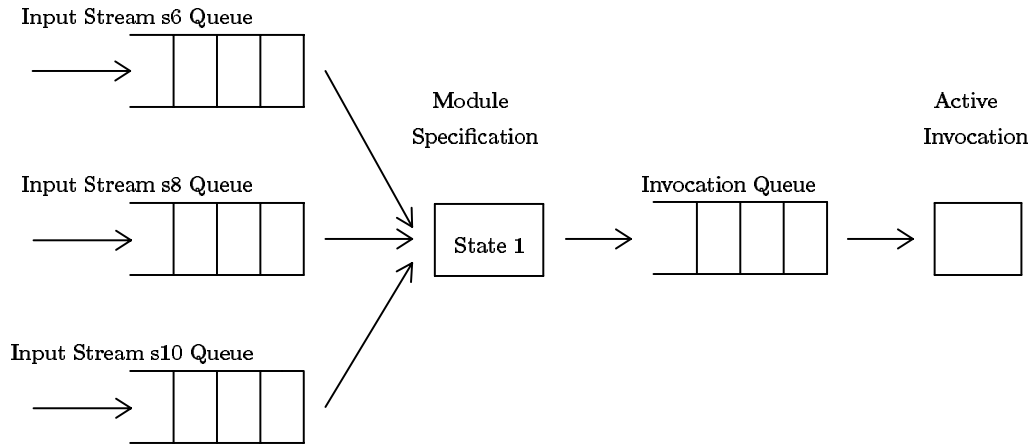 Input Stream s6 Queue
Module
Specification
Active
Invocation
Input Stream s8 Queue
Invocation Queue
State 1
Input Stream s10 Queue